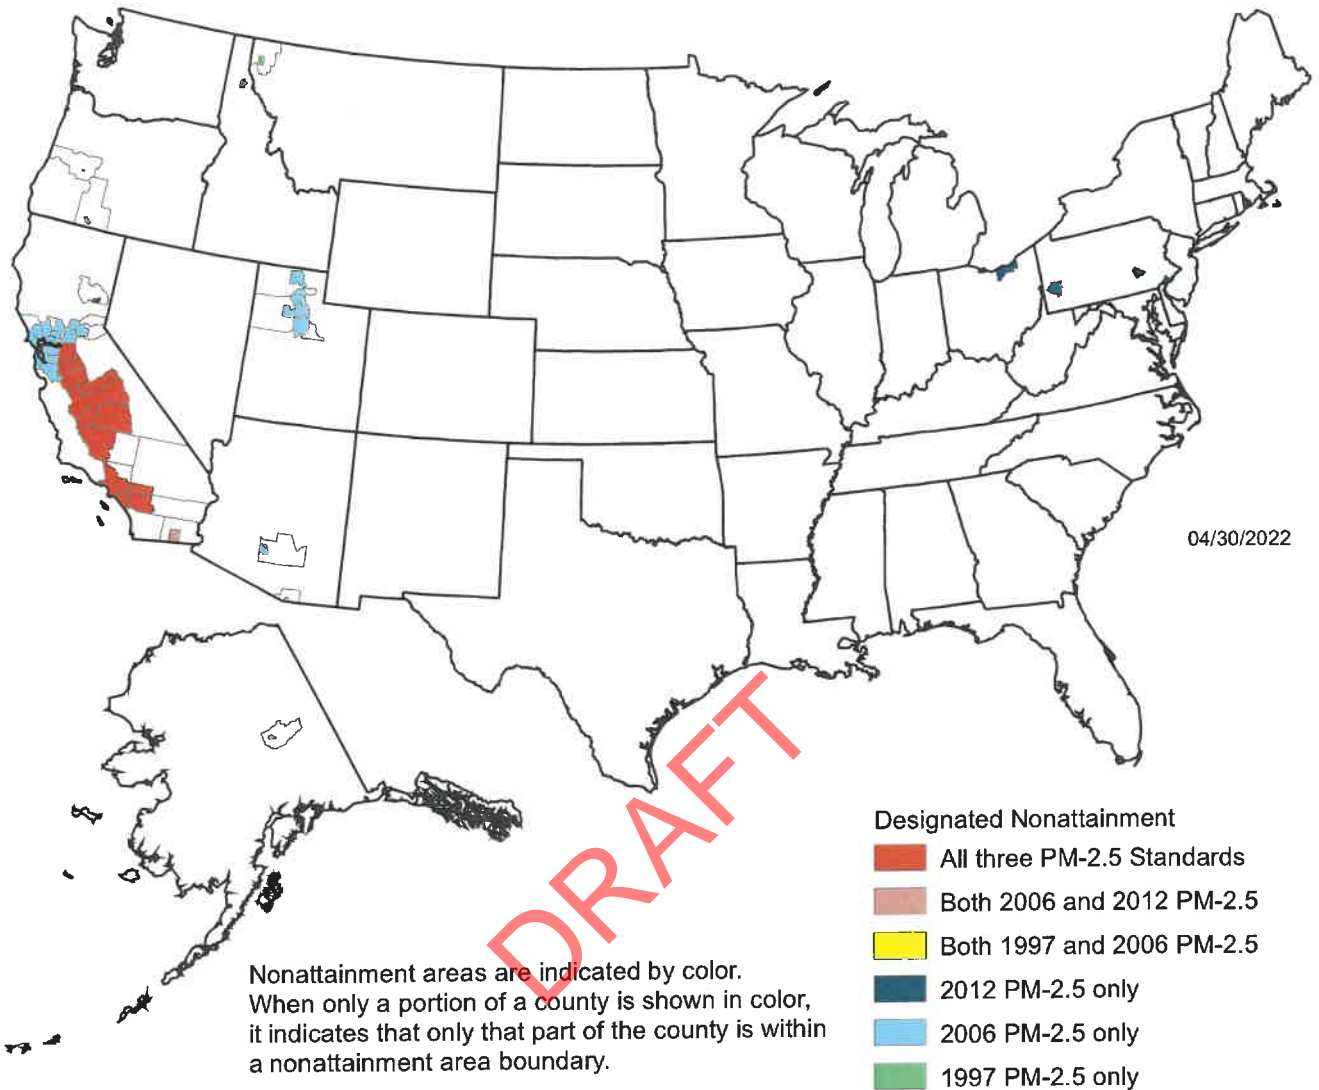 04/30/2022
DRAFT
Designated Nonattainment
All three PM-2.5 Standards
Both 2006 and 2012 PM-2.5
Both 1997 and 2006 PM-2.5
2012 PM-2.5 only
2006 PM-2.5 only
1997 PM-2.5 only
Nonattainment areas are indicated by color.
When only a portion of a county is shown in color,
it indicates that only that part of the county is within
a nonattainment area boundary.